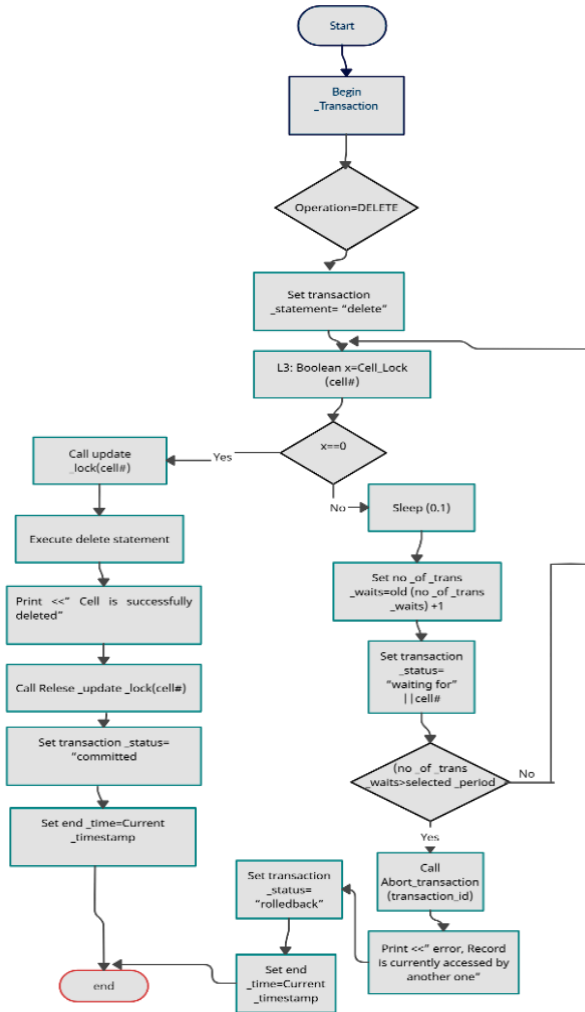 Start
Begin
_Transaction
Operation=DELETE
Set transaction
_statement= “delete”
L3: Boolean x=Cell_Lock
(cell#)
x==0
Yes
No
Call update
_lock(cell#)
Execute delete statement
Print <<“ Cell is successfully
deleted”
Call Relese _update _lock(cell#)
Set transaction _status=
“committed
Set end _time=Current
_timestamp
end
Sleep (0.1)
Set no _of _trans
_waits=old (no _of _trans
_waits) +1
Set transaction
_status=
“waiting for”
||cell#
(no _of _trans
_waits>selected _period
No
Yes
Call
Abort_transaction
(transaction_id)
Print <<“ error, Record
is currently accessed by
another one”
Set transaction
_status=
“rolledback”
Set end
_time=Current
_timestamp